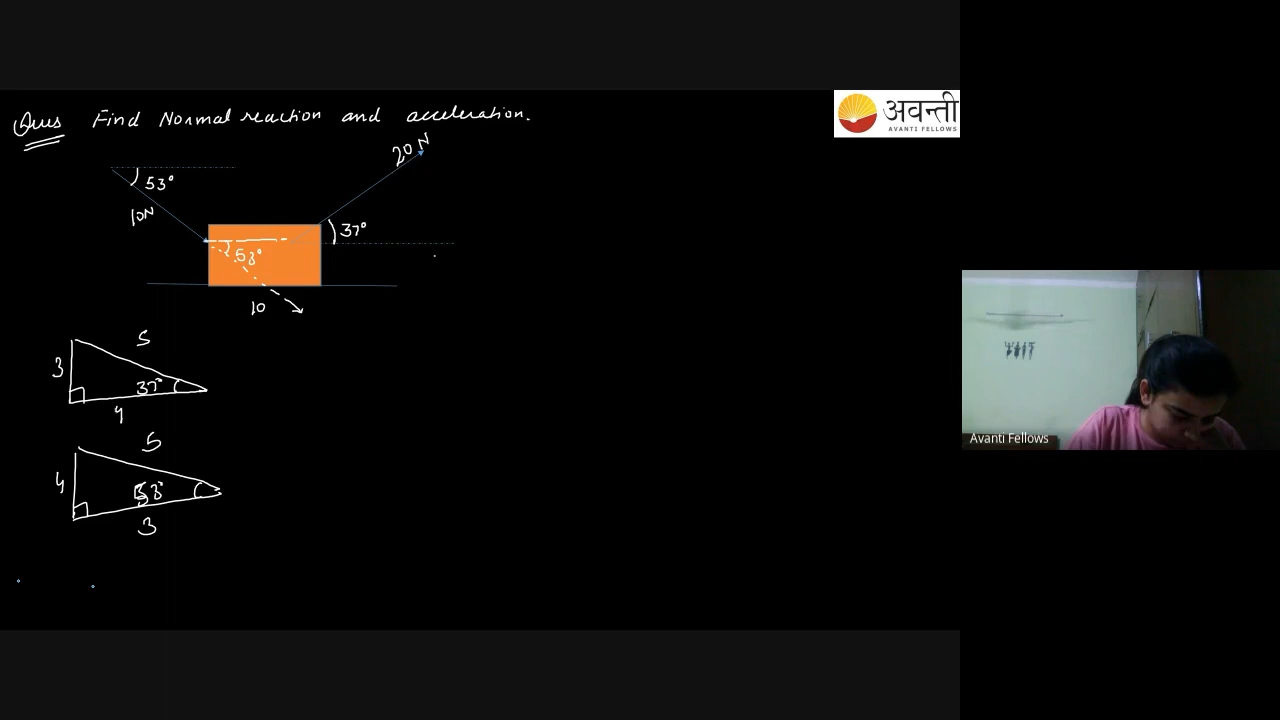 Ques Find Normal reaction and acceleration.
अवन्ती
AVANTI FELLOWS
20 N
53°
10N
37°
53°
10
5
3
37°
4
5
4
53°
3
Avanti Fellows